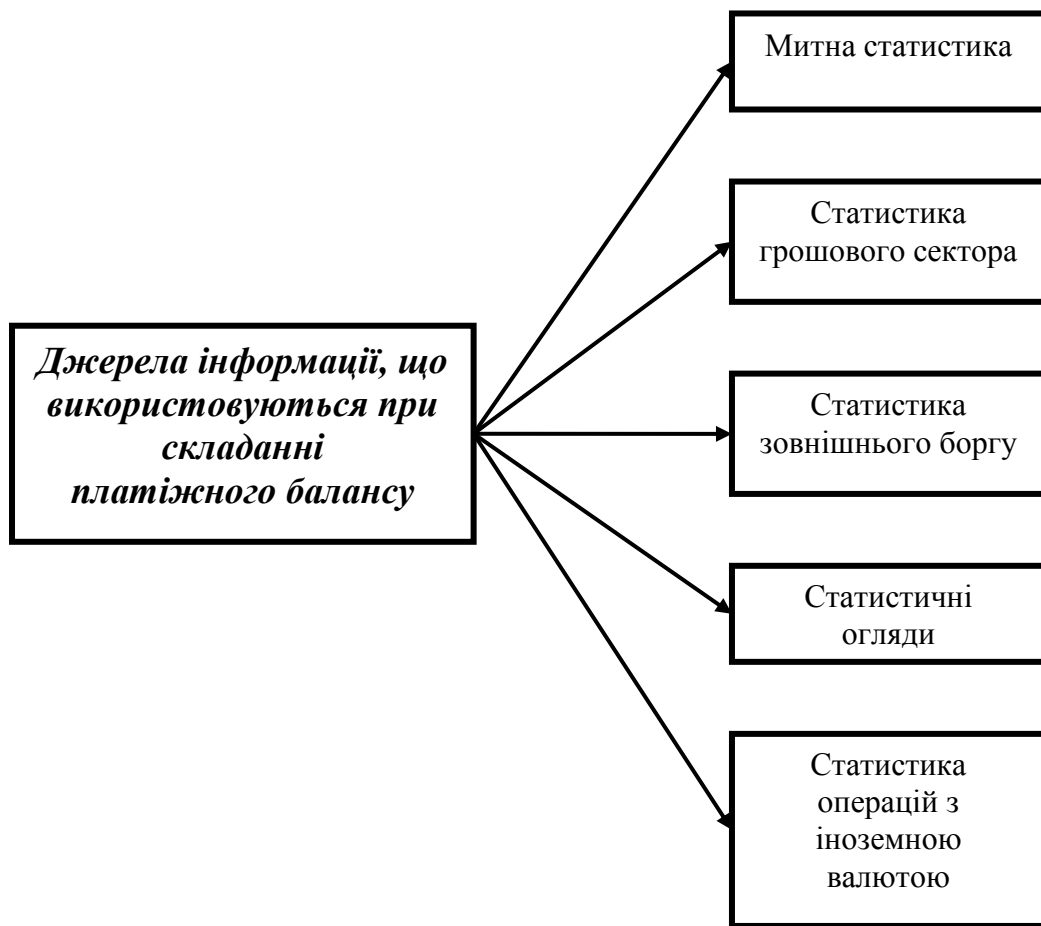 Митна статистика
Статистика
грошового сектора
Джерела інформації, що
використовуються при
складанні
платіжного балансу
Статистика
зовнішнього боргу
Статистичні
огляди
Статистика
операцій з
іноземною
валютою